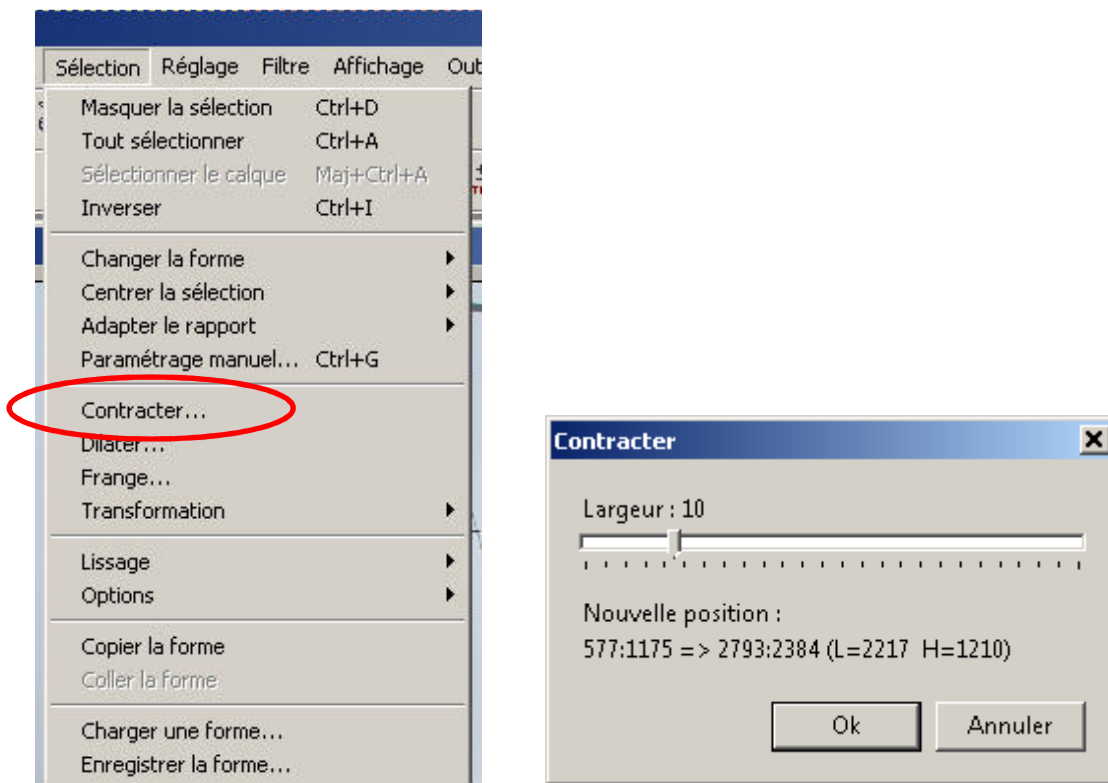 Sélection Réglage Filtre Affichage Out
Masquer la sélection Ctrl+D
Tout sélectionner Ctrl+A
Sélectionner le calque Maj+Ctrl+A
Inverser Ctrl+I
Changer la forme
Centrer la sélection
Adapter le rapport
Paramétrage manuel... Ctrl+G
Contracter...
Dilater...
Frange...
Transformation
Lissage
Options
Copier la forme
Coller la forme
Charger une forme...
Enregistrer la forme...
Contracter
Largeur : 10
Nouvelle position :
577:1175 => 2793:2384 (L=2217 H=1210)
Ok Annuler